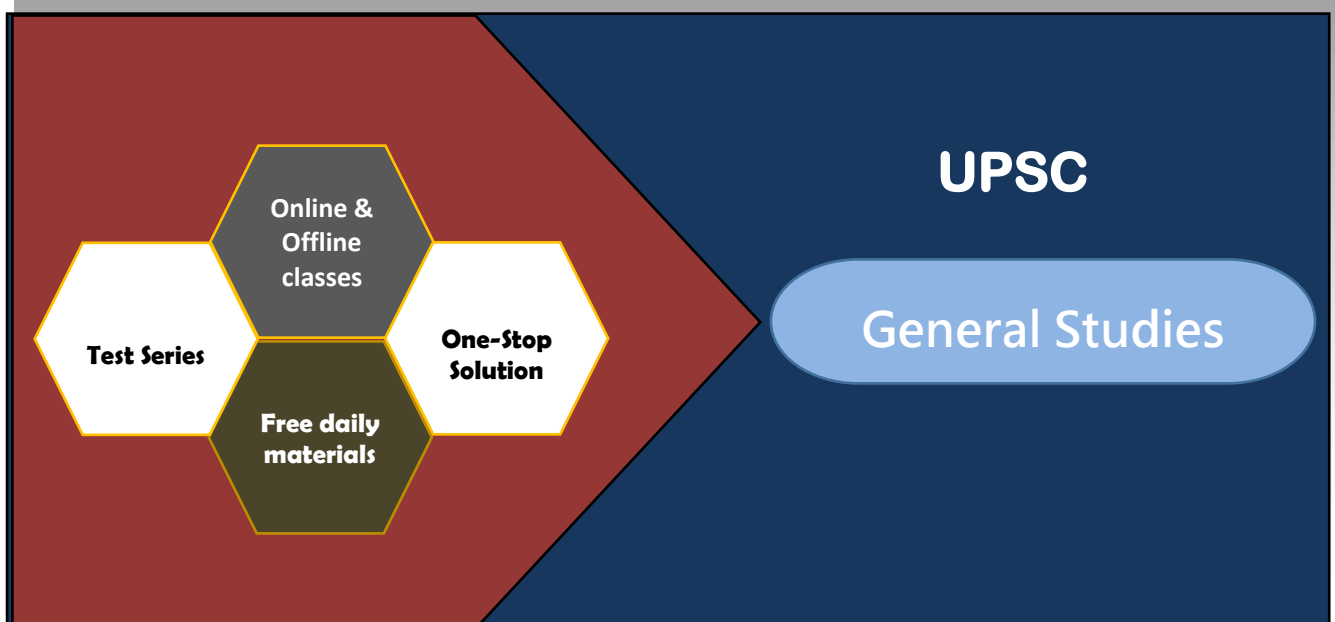 Online &
Offline
classes
Test Series
One-Stop
Solution
Free daily
materials
UPSC
General Studies